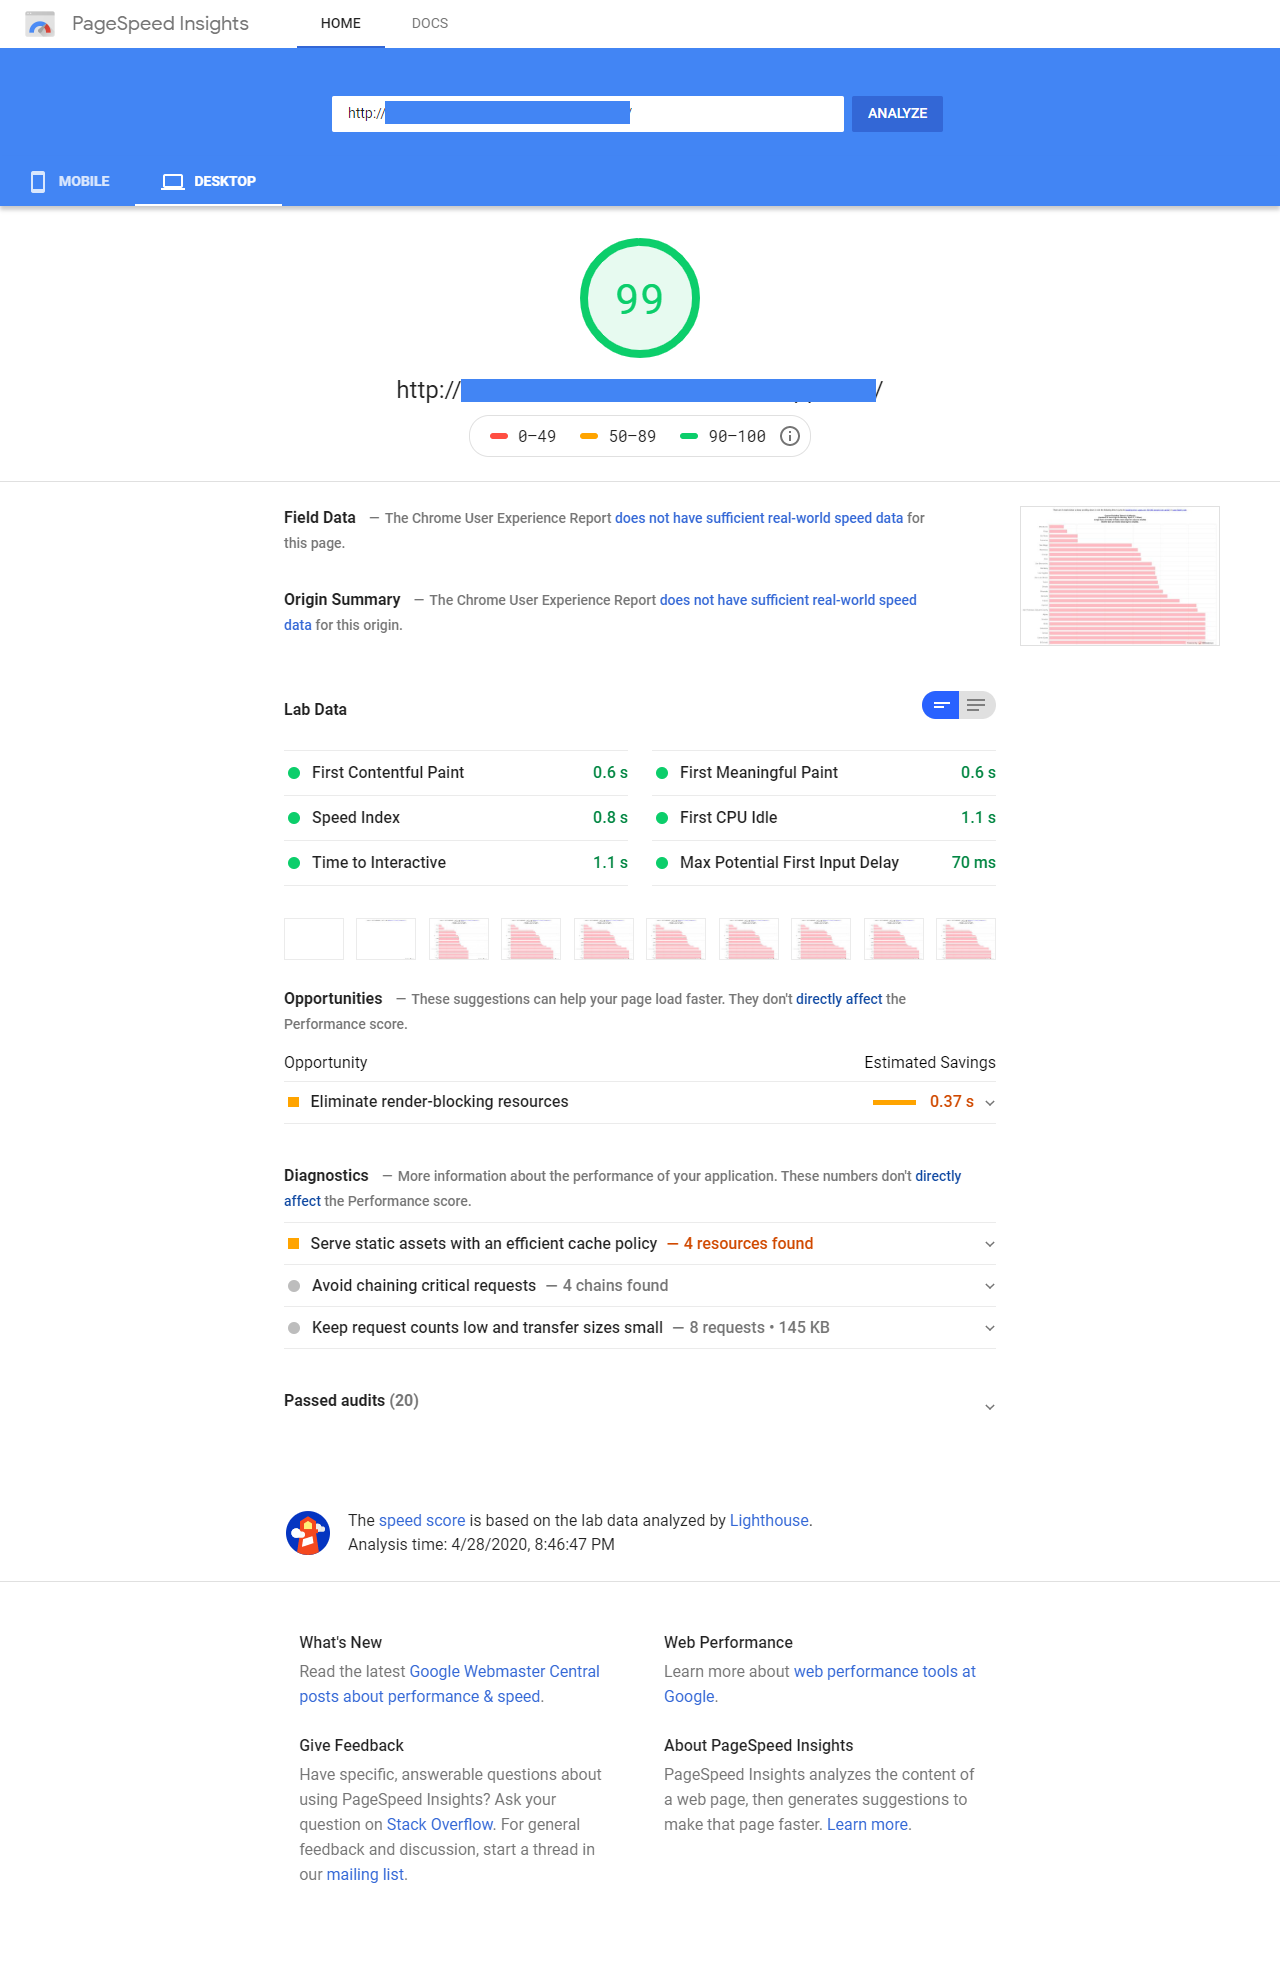 PageSpeed Insights
HOME
DOCS
http://
/
ANALYZE
MOBILE
DESKTOP
99
http:// /
0–49
50–89
90–100
Field Data — The Chrome User Experience Report does not have sufficient real-world speed data for
this page.
Origin Summary — The Chrome User Experience Report does not have sufficient real-world speed
data for this origin.
Lab Data
First Contentful Paint 0.6 s
First Meaningful Paint 0.6 s
Speed Index 0.8 s
First CPU Idle 1.1 s
Time to Interactive 1.1 s
Max Potential First Input Delay 70 ms
Opportunities — These suggestions can help your page load faster. They don't directly affect the
Performance score.
Opportunity Estimated Savings
Eliminate render-blocking resources 0.37 s
Diagnostics — More information about the performance of your application. These numbers don't directly
affect the Performance score.
Serve static assets with an efficient cache policy — 4 resources found
Avoid chaining critical requests — 4 chains found
Keep request counts low and transfer sizes small — 8 requests • 145 KB
Passed audits (20)
The speed score is based on the lab data analyzed by Lighthouse.
Analysis time: 4/28/2020, 8:46:47 PM
What's New
Read the latest Google Webmaster Central
posts about performance & speed.
Web Performance
Learn more about web performance tools at
Google.
Give Feedback
Have specific, answerable questions about
using PageSpeed Insights? Ask your
question on Stack Overflow. For general
feedback and discussion, start a thread in
our mailing list.
About PageSpeed Insights
PageSpeed Insights analyzes the content of
a web page, then generates suggestions to
make that page faster. Learn more.